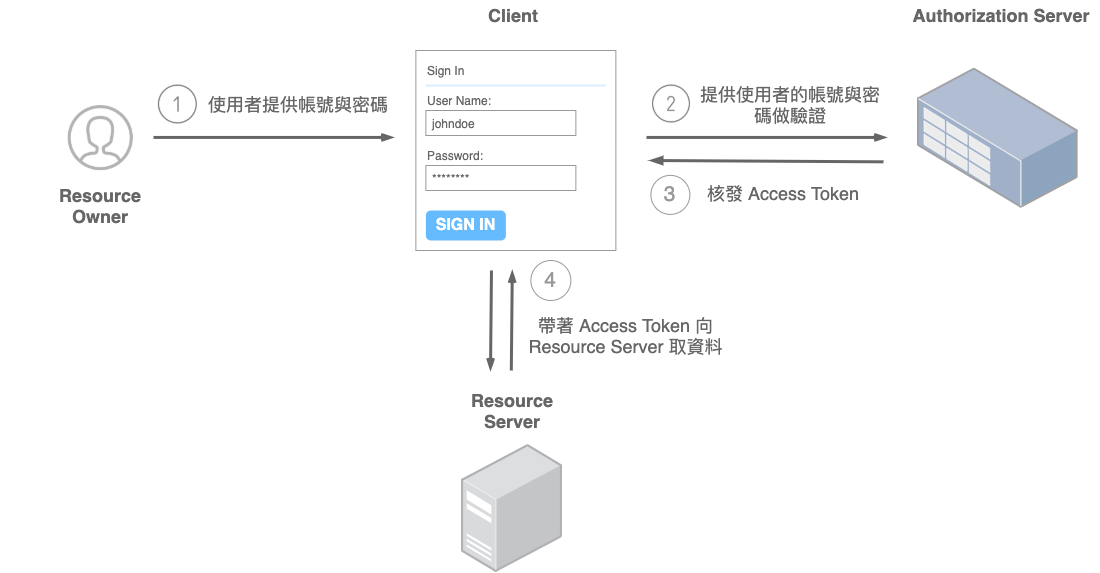 Client
Authorization Server
Sign In
User Name:
johndoe
Password:
********
SIGN IN
1
使用者提供帳號與密碼
2
提供使用者的帳號與密
碼做驗證
3
核發 Access Token
Resource
Owner
4
帶著 Access Token 向
Resource Server 取資料
Resource
Server